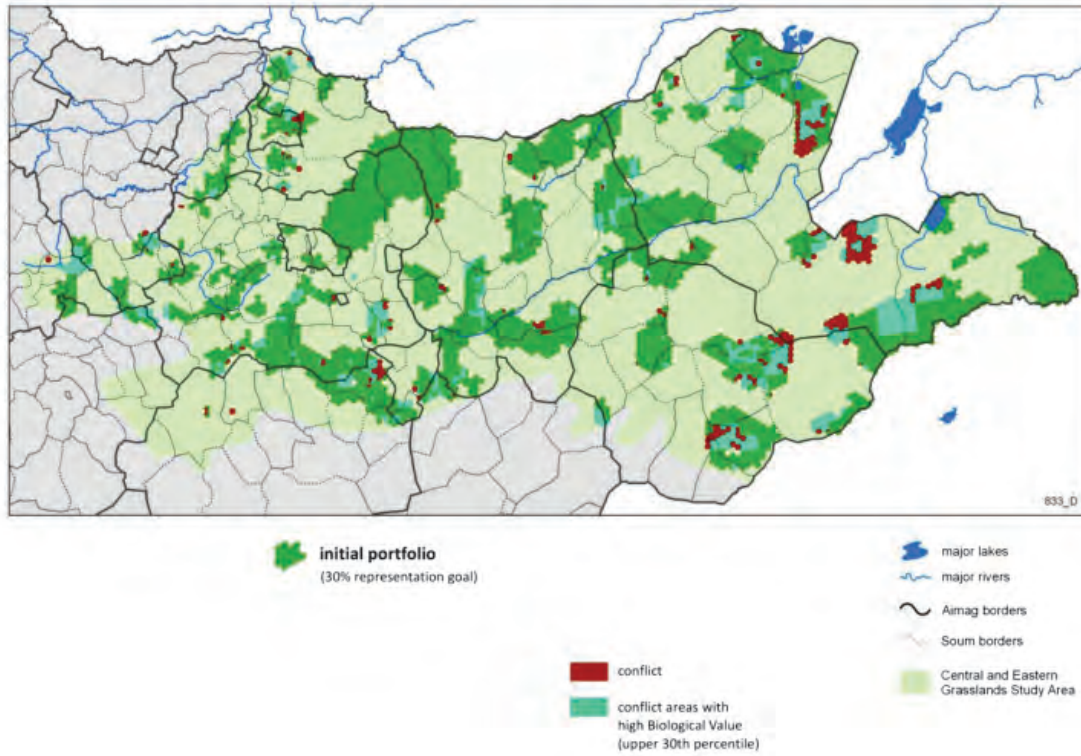 833_D
initial portfolio
(30% representation goal)
major lakes
major rivers
Aimag borders
Soum borders
conflict
Central and Eastern
Grasslands Study Area
conflict areas with
high Biological Value
(upper 30th percentile)